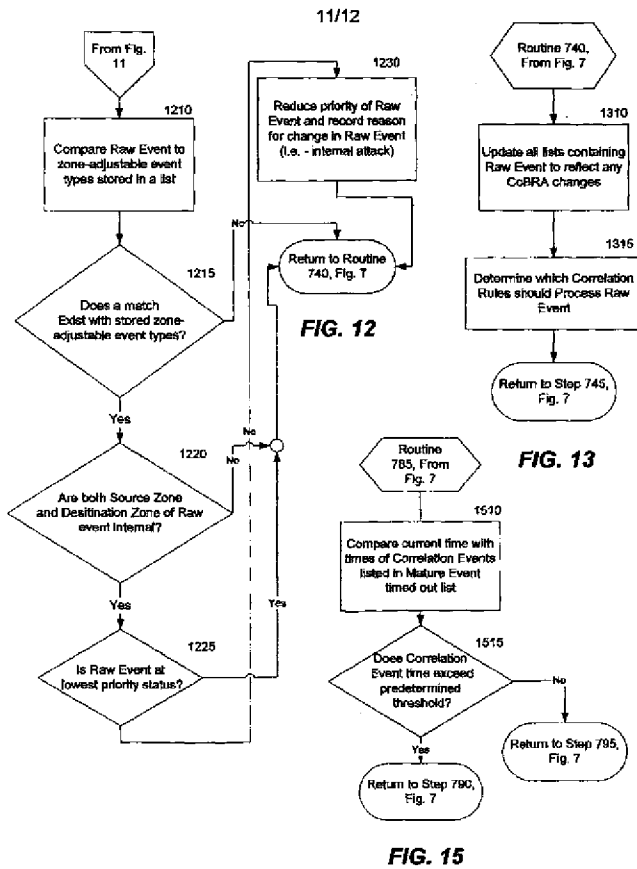 11/12
From Fig.
11
1210
Compare Raw Event to
zone-adjustable event
types stored in a list
1215
Does a match
Exist with stored zone-
adjustable event types?
No
Yes
1220
Are both Source Zone
and Desitination Zone of Raw
event Internal?
No
Yes
1225
Is Raw Event at
lowest priority status?
Yes
No
1230
Reduce priority of Raw
Event and record reason
for change in Raw Event
(i.e. - internal attack)
Return to Routine
740, Fig. 7
FIG. 12
Routine 740,
From Fig. 7
1310
Update all lists containing
Raw Event to reflect any
CoBRA changes
1315
Determine which Correlation
Rules should Process Raw
Event
Return to Step 745,
Fig. 7
FIG. 13
Routine
785, From
Fig. 7
1510
Compare current time with
times of Correlation Events
listed in Mature Event
timed out list
1515
Does Correlation
Event time exceed
predetermined
threshold?
No
Yes
Return to Step 795,
Fig. 7
Return to Step 790,
Fig. 7
FIG. 15